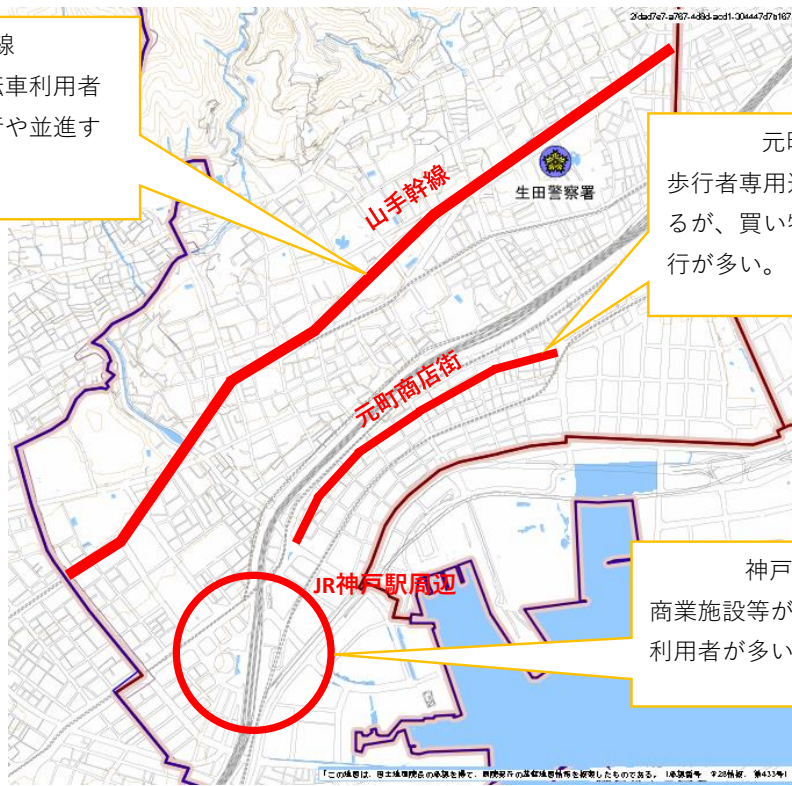 線
転車利用者
行や並進す
山手幹線
生田警察署
歩行者専用
るが、買い
行が多い。
元町商店街
JR神戸駅周辺
神戸
商業施設等が
利用者が多い